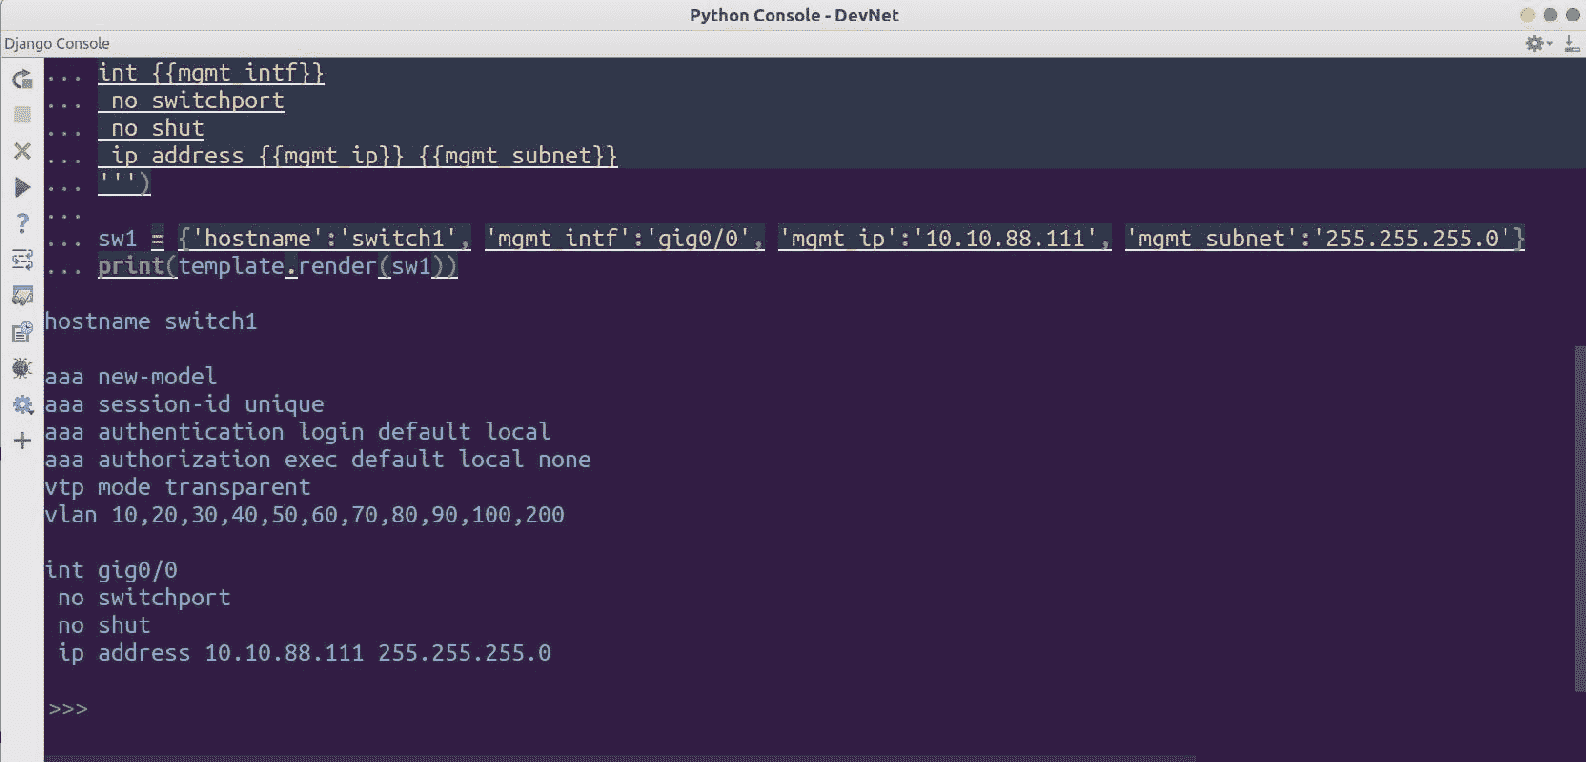 Python Console - DevNet
Django Console
... int {{mgmt_intf}}
...  no switchport
...  no shut
...  ip address {{mgmt_ip}} {{mgmt_subnet}}
... ''')
...
... sw1 = {'hostname':'switch1', 'mgmt_intf':'gig0/0', 'mgmt_ip':'10.10.88.111', 'mgmt_subnet':'255.255.255.0'}
... print(template.render(sw1))
hostname switch1
aaa new-model
aaa session-id unique
aaa authentication login default local
aaa authorization exec default local none
vtp mode transparent
vlan 10,20,30,40,50,60,70,80,90,100,200
int gig0/0
 no switchport
 no shut
 ip address 10.10.88.111 255.255.255.0
>>>